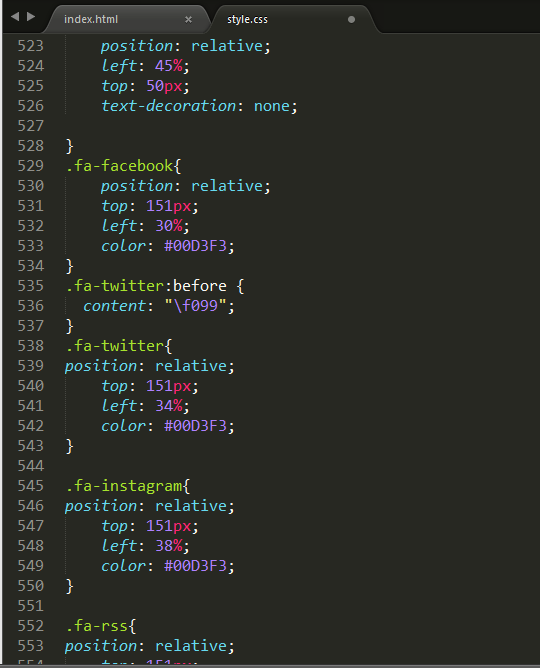 index.html
style.css
523 position: relative;
524 left: 45%;
525 top: 50px;
526 text-decoration: none;
527
528 }
529 .fa-facebook{
530 position: relative;
531 top: 151px;
532 left: 30%;
533 color: #00D3F3;
534 }
535 .fa-twitter:before {
536 content: "\f099";
537 }
538 .fa-twitter{
539 position: relative;
540 top: 151px;
541 left: 34%;
542 color: #00D3F3;
543 }
544
545 .fa-instagram{
546 position: relative;
547 top: 151px;
548 left: 38%;
549 color: #00D3F3;
550 }
551
552 .fa-rss{
553 position: relative;
554 top: 151px;